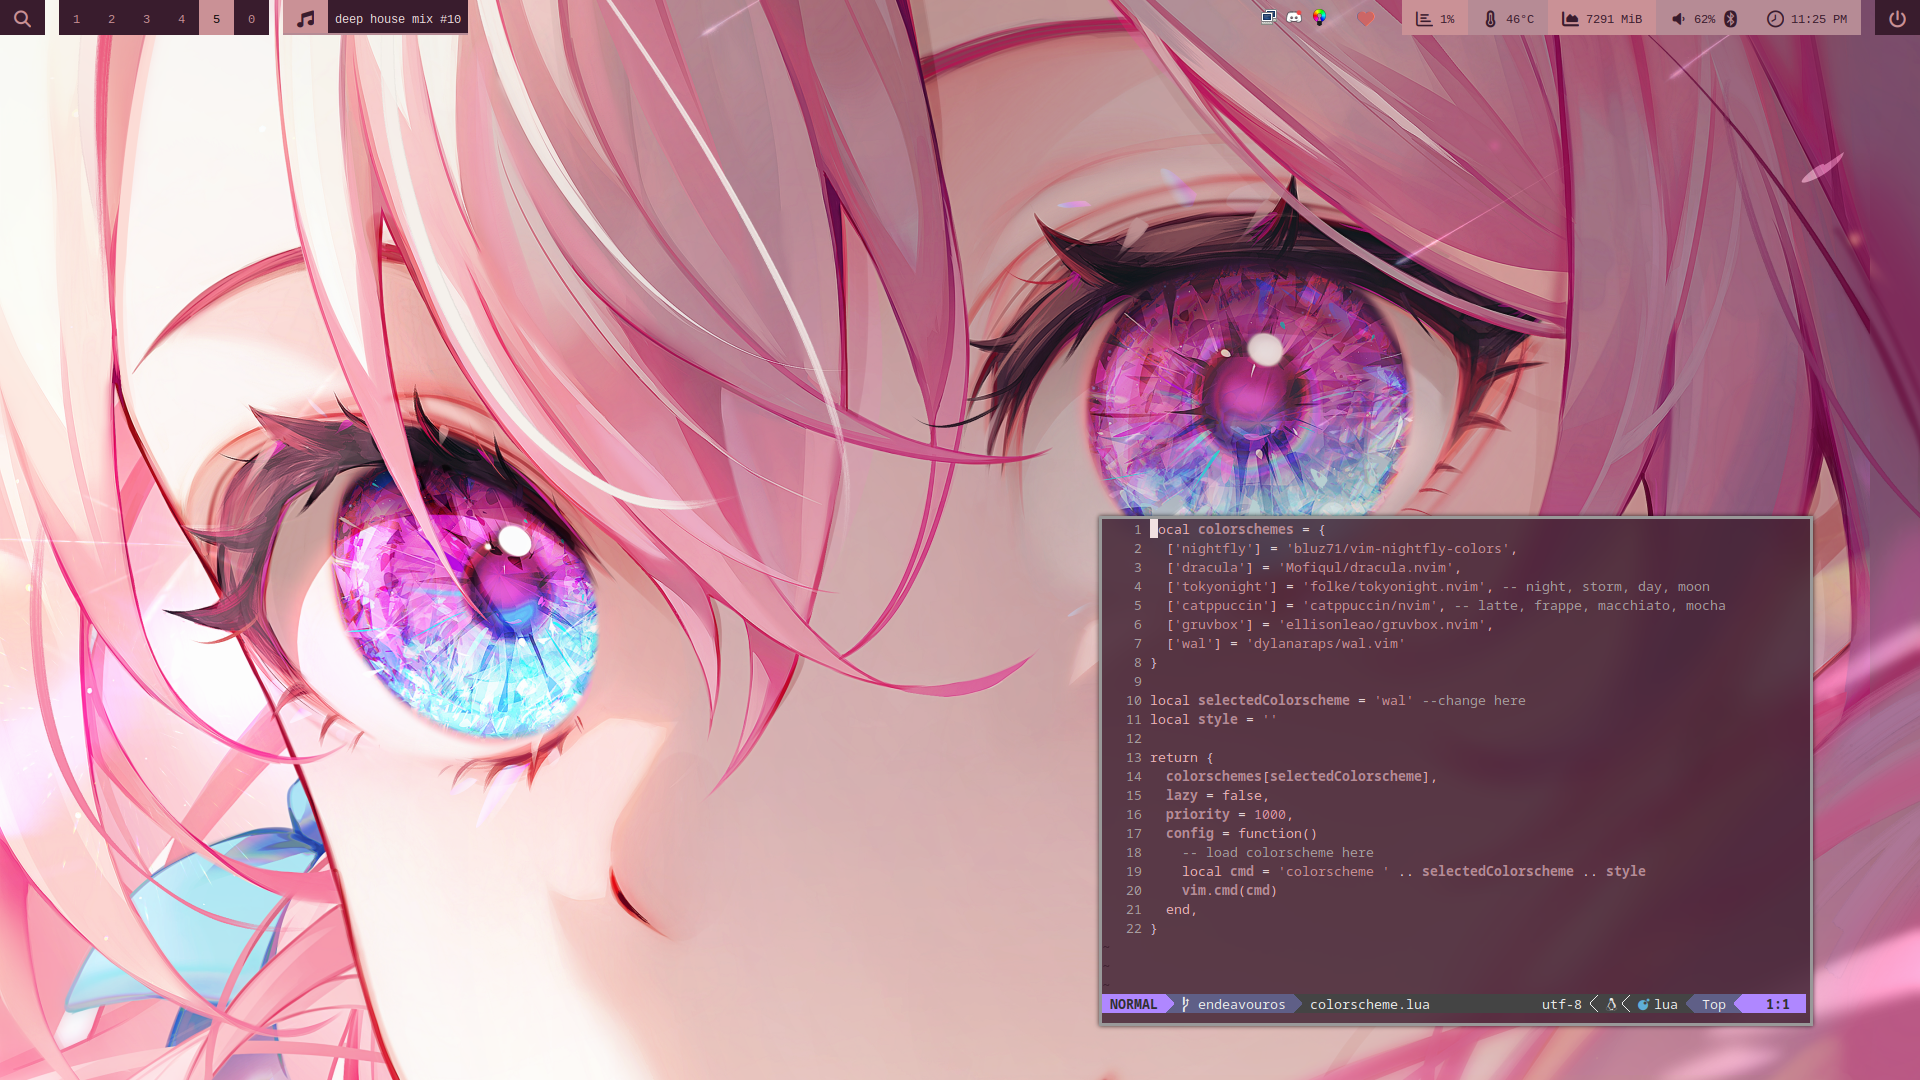 1 2 3 4 5 0 deep house mix #10 1% 46°C 7291 MiB 62% 11:25 PM
1 local colorschemes = {
2 ['nightfly'] = 'bluz71/vim-nightfly-colors',
3 ['dracula'] = 'Mofiqul/dracula.nvim',
4 ['tokyonight'] = 'folke/tokyonight.nvim', -- night, storm, day, moon
5 ['catppuccin'] = 'catppuccin/nvim', -- latte, frappe, macchiato, mocha
6 ['gruvbox'] = 'ellisonleao/gruvbox.nvim',
7 ['wal'] = 'dylanaraps/wal.vim'
8 }
9
10 local selectedColorscheme = 'wal' --change here
11 local style = ''
12
13 return {
14 colorschemes[selectedColorscheme],
15 lazy = false,
16 priority = 1000,
17 config = function()
18 -- load colorscheme here
19 local cmd = 'colorscheme ' .. selectedColorscheme .. style
20 vim.cmd(cmd)
21 end,
22 }
~
~
~
NORMAL endeavouros colorscheme.lua utf-8 lua Top 1:1